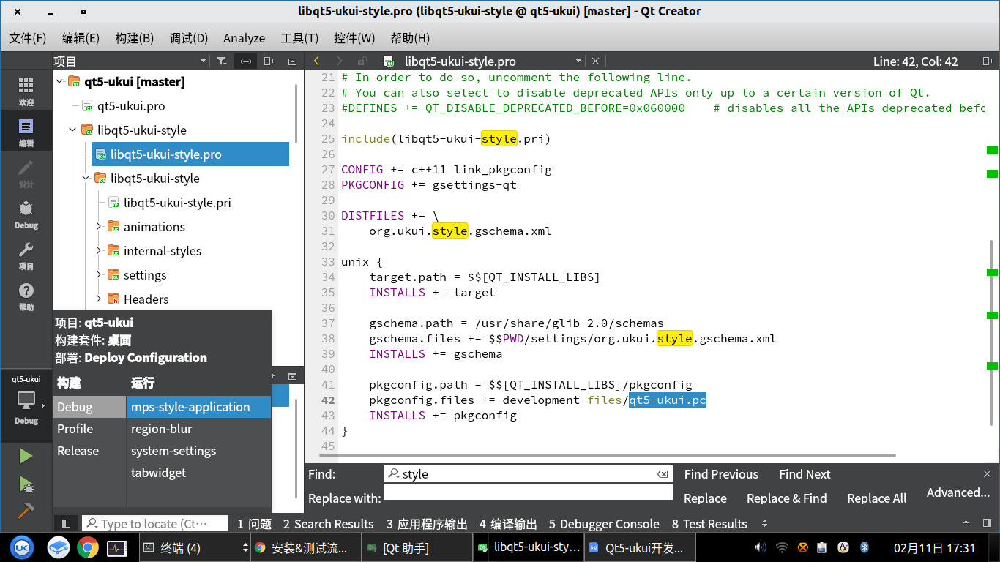 libqt5-ukui-style.pro (libqt5-ukui-style @ qt5-ukui) [master] - Qt Creator
文件(F) 编辑(E) 构建(B) 调试(D) Analyze 工具(T) 控件(W) 帮助(H)
项目
libqt5-ukui-style.pro
Line: 42, Col: 42
欢迎
编辑
设计
Debug
项目
帮助
qt5-ukui
Debug
qt5-ukui [master]
qt5-ukui.pro
libqt5-ukui-style
libqt5-ukui-style.pro
libqt5-ukui-style
libqt5-ukui-style.pri
animations
internal-styles
settings
Headers
项目: qt5-ukui
构建套件: 桌面
部署: Deploy Configuration
构建 运行
Debug mps-style-application
Profile region-blur
Release system-settings
tabwidget
21 # In order to do so, uncomment the following line.
22 # You can also select to disable deprecated APIs only up to a certain version of Qt.
23 #DEFINES += QT_DISABLE_DEPRECATED_BEFORE=0x060000    # disables all the APIs deprecated befo
24
25 include(libqt5-ukui-style.pri)
26
27 CONFIG += c++11 link_pkgconfig
28 PKGCONFIG += gsettings-qt
29
30 DISTFILES += \
31     org.ukui.style.gschema.xml
32
33 unix {
34     target.path = $$[QT_INSTALL_LIBS]
35     INSTALLS += target
36
37     gschema.path = /usr/share/glib-2.0/schemas
38     gschema.files += $$PWD/settings/org.ukui.style.gschema.xml
39     INSTALLS += gschema
40
41     pkgconfig.path = $$[QT_INSTALL_LIBS]/pkgconfig
42     pkgconfig.files += development-files/qt5-ukui.pc
43     INSTALLS += pkgconfig
44 }
45
Find: style Find Previous Find Next
Replace with: Replace Replace & Find Replace All Advanced...
Type to locate (Ct… 1 问题 2 Search Results 3 应用程序输出 4 编译输出 5 Debugger Console 8 Test Results
终端 (4) 安装&测试流... [Qt 助手] libqt5-ukui-sty... Qt5-ukui开发... 02月11日 17:31